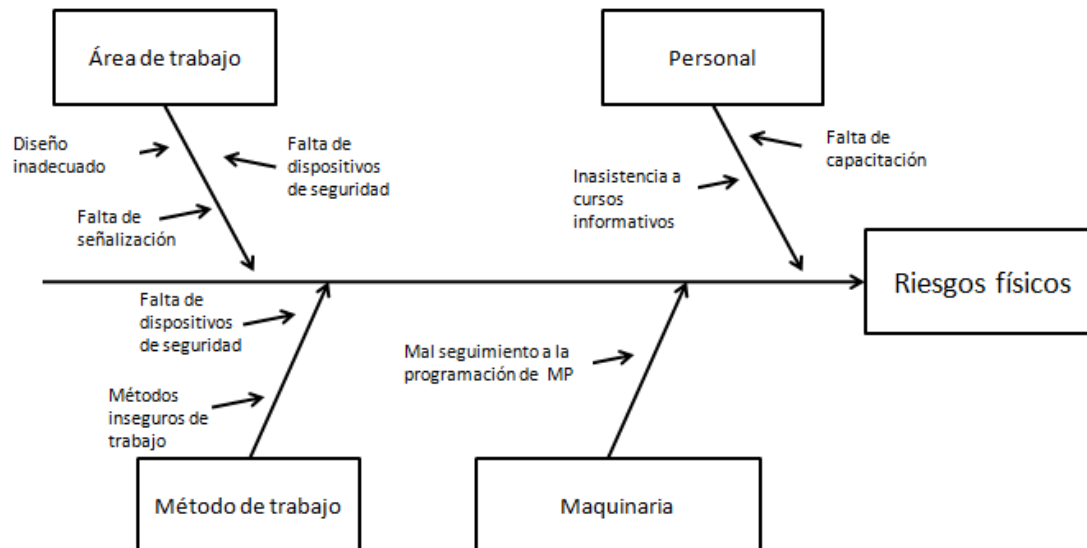 Área de trabajo
Personal
Diseño
inadecuado
Falta de
dispositivos
de seguridad
Falta de
señalización
Falta de
capacitación
Inasistencia a
cursos
informativos
Riesgos físicos
Falta de
dispositivos
de seguridad
Métodos
inseguros de
trabajo
Mal seguimiento a la
programación de MP
Método de trabajo
Maquinaria